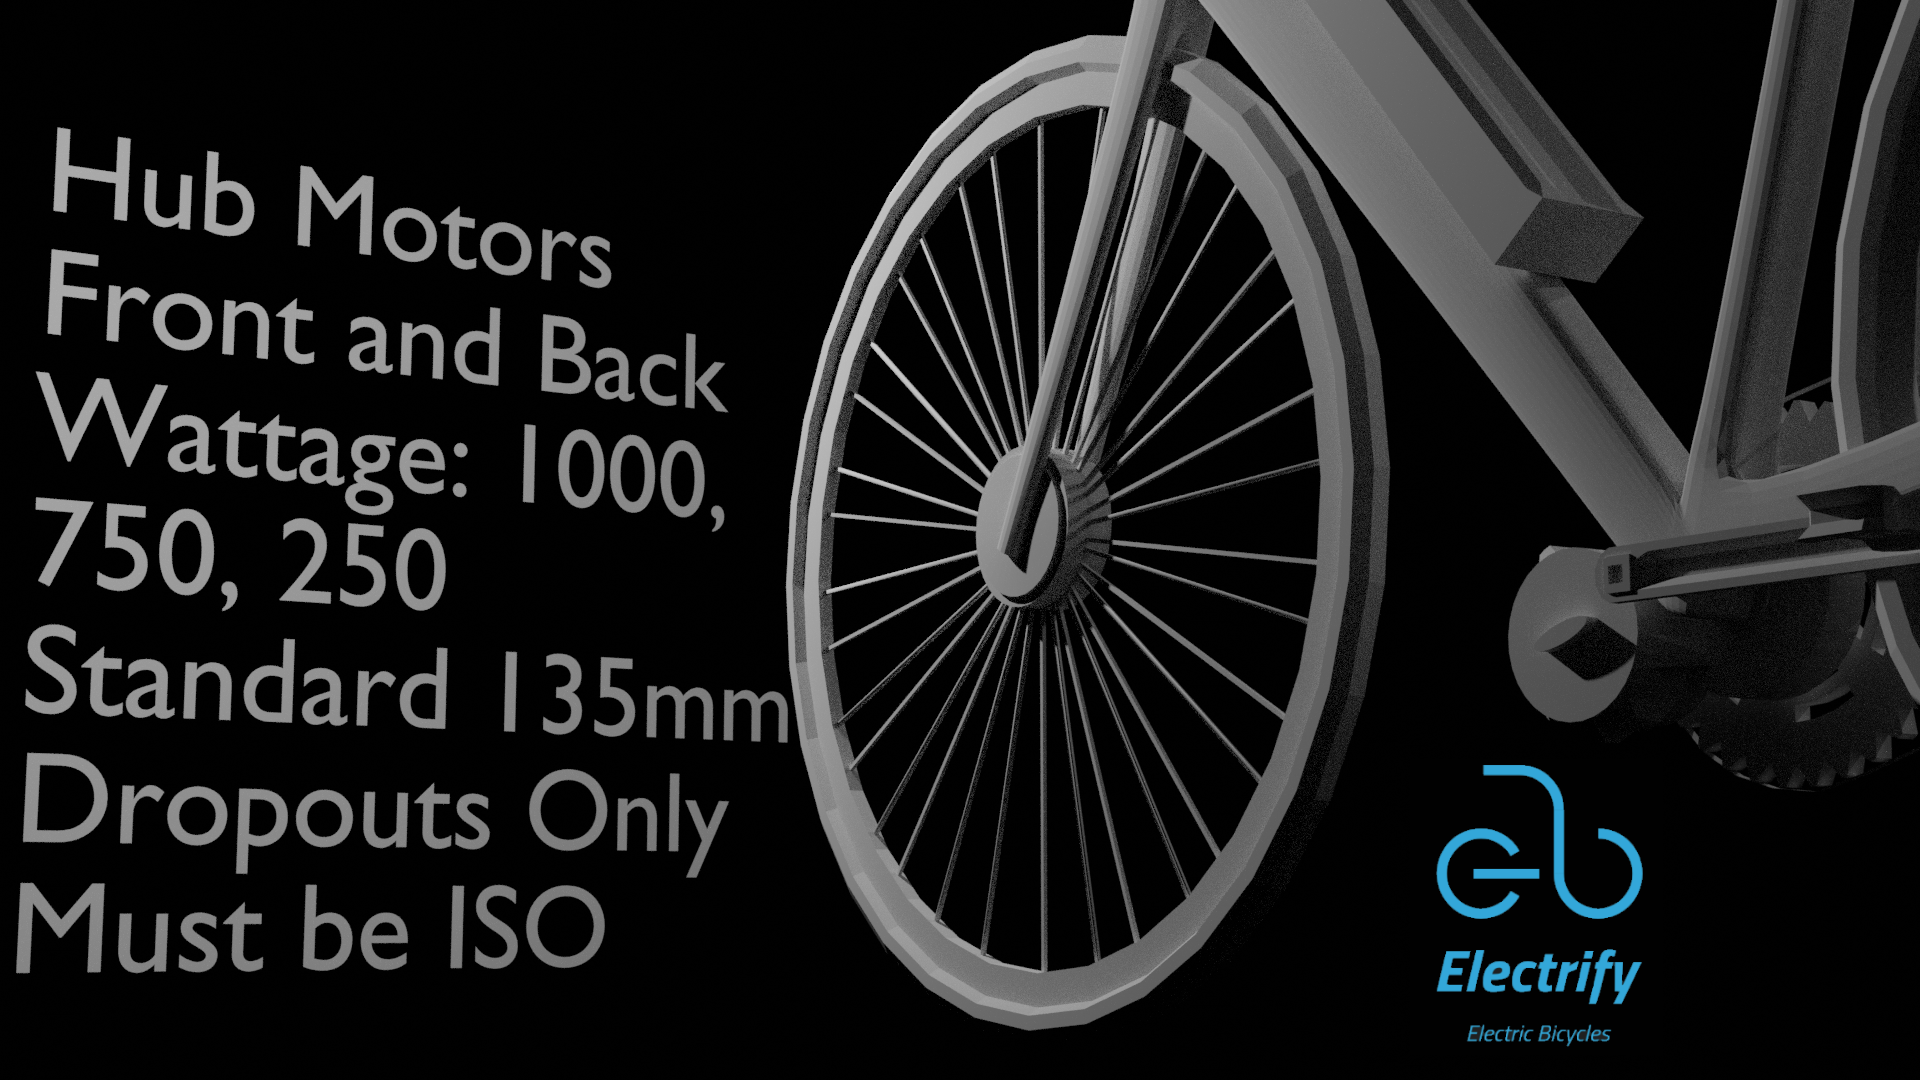 Hub Motors
Front and Back
Wattage: 1000,
750, 250
Standard 135mm
Dropouts Only
Must be ISO
eb
Electrify
Electric Bicycles